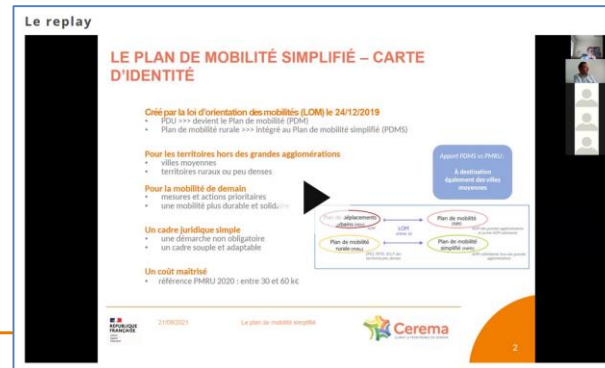 Le replay
LE PLAN DE MOBILITÉ SIMPLIFIÉ – CARTE
D'IDENTITÉ
Créé par la loi d'orientation des mobilités (LOM) le 24/12/2019
• PDU >>> devient le Plan de mobilité (PDM)
• Plan de mobilité rurale >>> intégré au Plan de mobilité simplifié (PDMS)
Pour les territoires hors des grandes agglomérations
• villes moyennes
• territoires ruraux ou peu denses
Pour la mobilité de demain
• mesures et actions prioritaires
• une mobilité plus durable et solidaire
Un cadre juridique simple
• une démarche non obligatoire
• un cadre souple et adaptable
Un coût maîtrisé
• référence PMRU 2020 : entre 30 et 60 k€
Apport PDMS vs PMRU :
À destination
également des villes
moyennes
Plan de déplacements
urbains
LOM
Plan de mobilité
Plan de mobilité
rurale
Plan de mobilité
simplifié
RÉPUBLIQUE
FRANÇAISE
Le plan de mobilité simplifié
Cerema
2